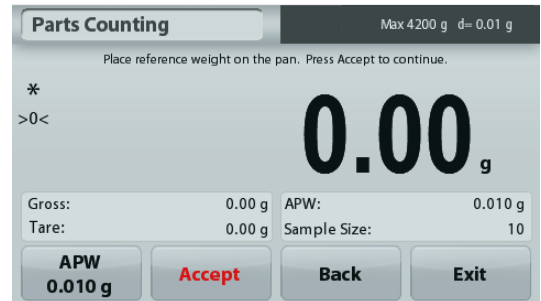 Parts Counting
Max 4200 g d= 0.01 g
Place reference weight on the pan. Press Accept to continue.
*
>0<
0.00 g
Gross: 0.00 g
Tare: 0.00 g
APW: 0.010 g
Sample Size: 10
APW
0.010 g
Accept
Back
Exit